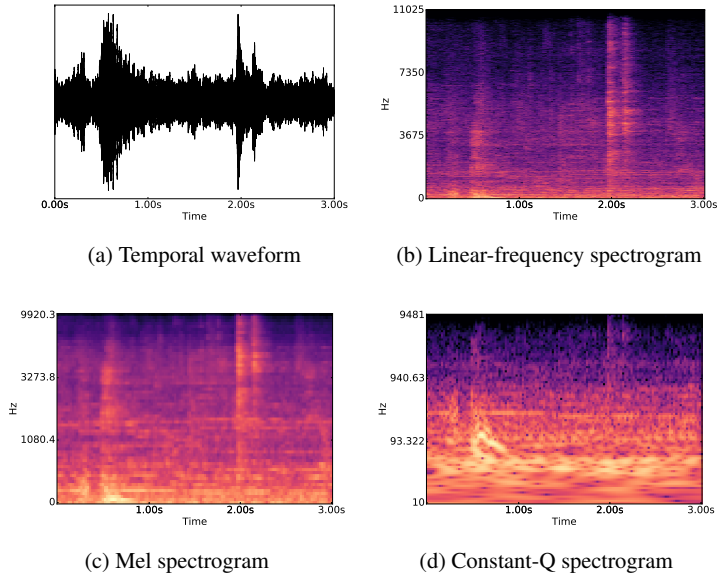 0.00s 1.00s 2.00s 3.00s
Time
(a) Temporal waveform
11025
7350
3675
0
Hz
0.00s 1.00s 2.00s 3.00s
Time
(b) Linear-frequency spectrogram
9920.3
3273.8
1080.4
0
Hz
1.00s 2.00s 3.00s
Time
(c) Mel spectrogram
9481
940.63
93.322
10
Hz
1.00s 2.00s 3.00s
Time
(d) Constant-Q spectrogram